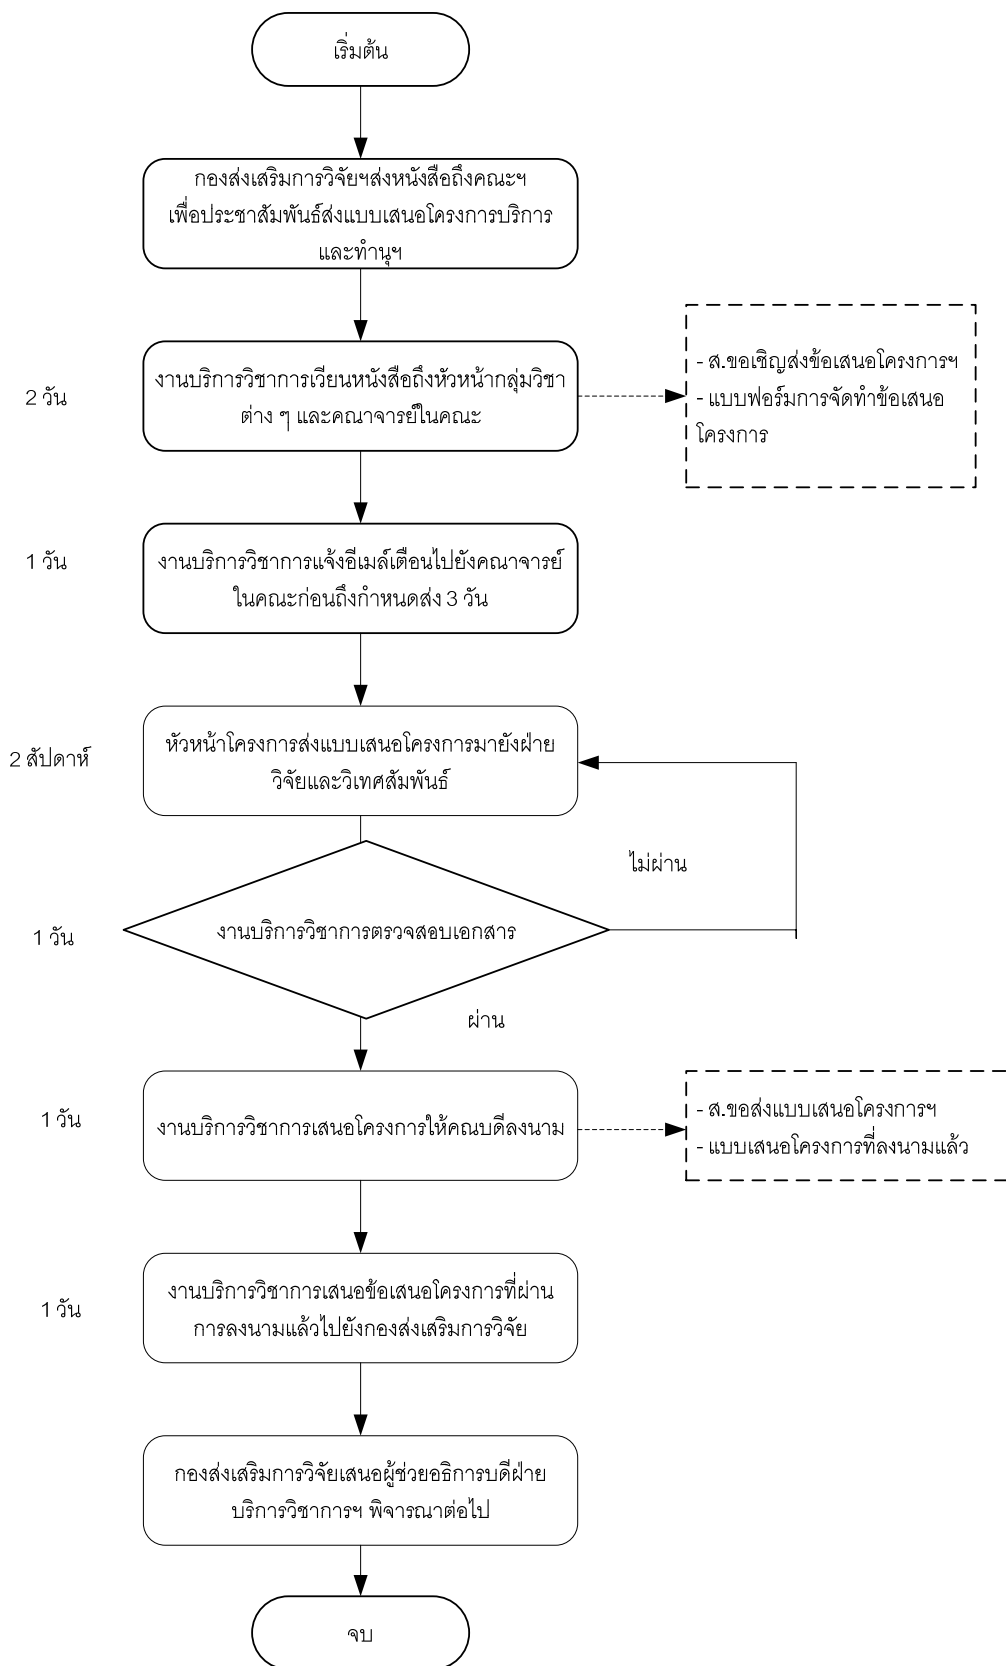 เริ่มต้น
กองส่งเสริมการวิจัยฯส่งหนังสือถึงคณะฯ
เพื่อประชาสัมพันธ์ส่งแบบเสนอโครงการบริการ
และทำนุฯ
2 วัน
งานบริการวิชาการเวียนหนังสือถึงหัวหน้ากลุ่มวิชา
ต่าง ๆ และคณาจารย์ในคณะ
- ส.ขอเชิญส่งข้อเสนอโครงการฯ
- แบบฟอร์มการจัดทำข้อเสนอ
โครงการ
1 วัน
งานบริการวิชาการแจ้งอีเมล์เตือนไปยังคณาจารย์
ในคณะก่อนถึงกำหนดส่ง 3 วัน
2 สัปดาห์
หัวหน้าโครงการส่งแบบเสนอโครงการมายังฝ่าย
วิจัยและวิเทศสัมพันธ์
ไม่ผ่าน
1 วัน
งานบริการวิชาการตรวจสอบเอกสาร
ผ่าน
1 วัน
งานบริการวิชาการเสนอโครงการให้คณบดีลงนาม
- ส.ขอส่งแบบเสนอโครงการฯ
- แบบเสนอโครงการที่ลงนามแล้ว
1 วัน
งานบริการวิชาการเสนอข้อเสนอโครงการที่ผ่าน
การลงนามแล้วไปยังกองส่งเสริมการวิจัย
กองส่งเสริมการวิจัยเสนอผู้ช่วยอธิการบดีฝ่าย
บริการวิชาการฯ พิจารณาต่อไป
จบ